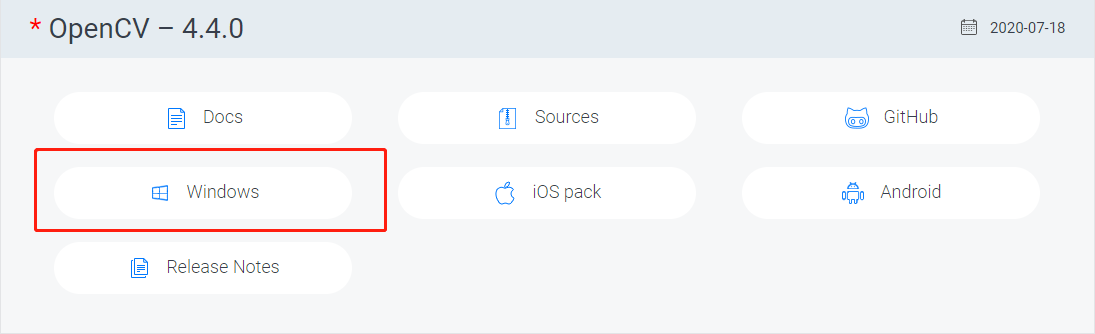 * OpenCV – 4.4.0
2020-07-18
Docs
Sources
GitHub
Windows
iOS pack
Android
Release Notes